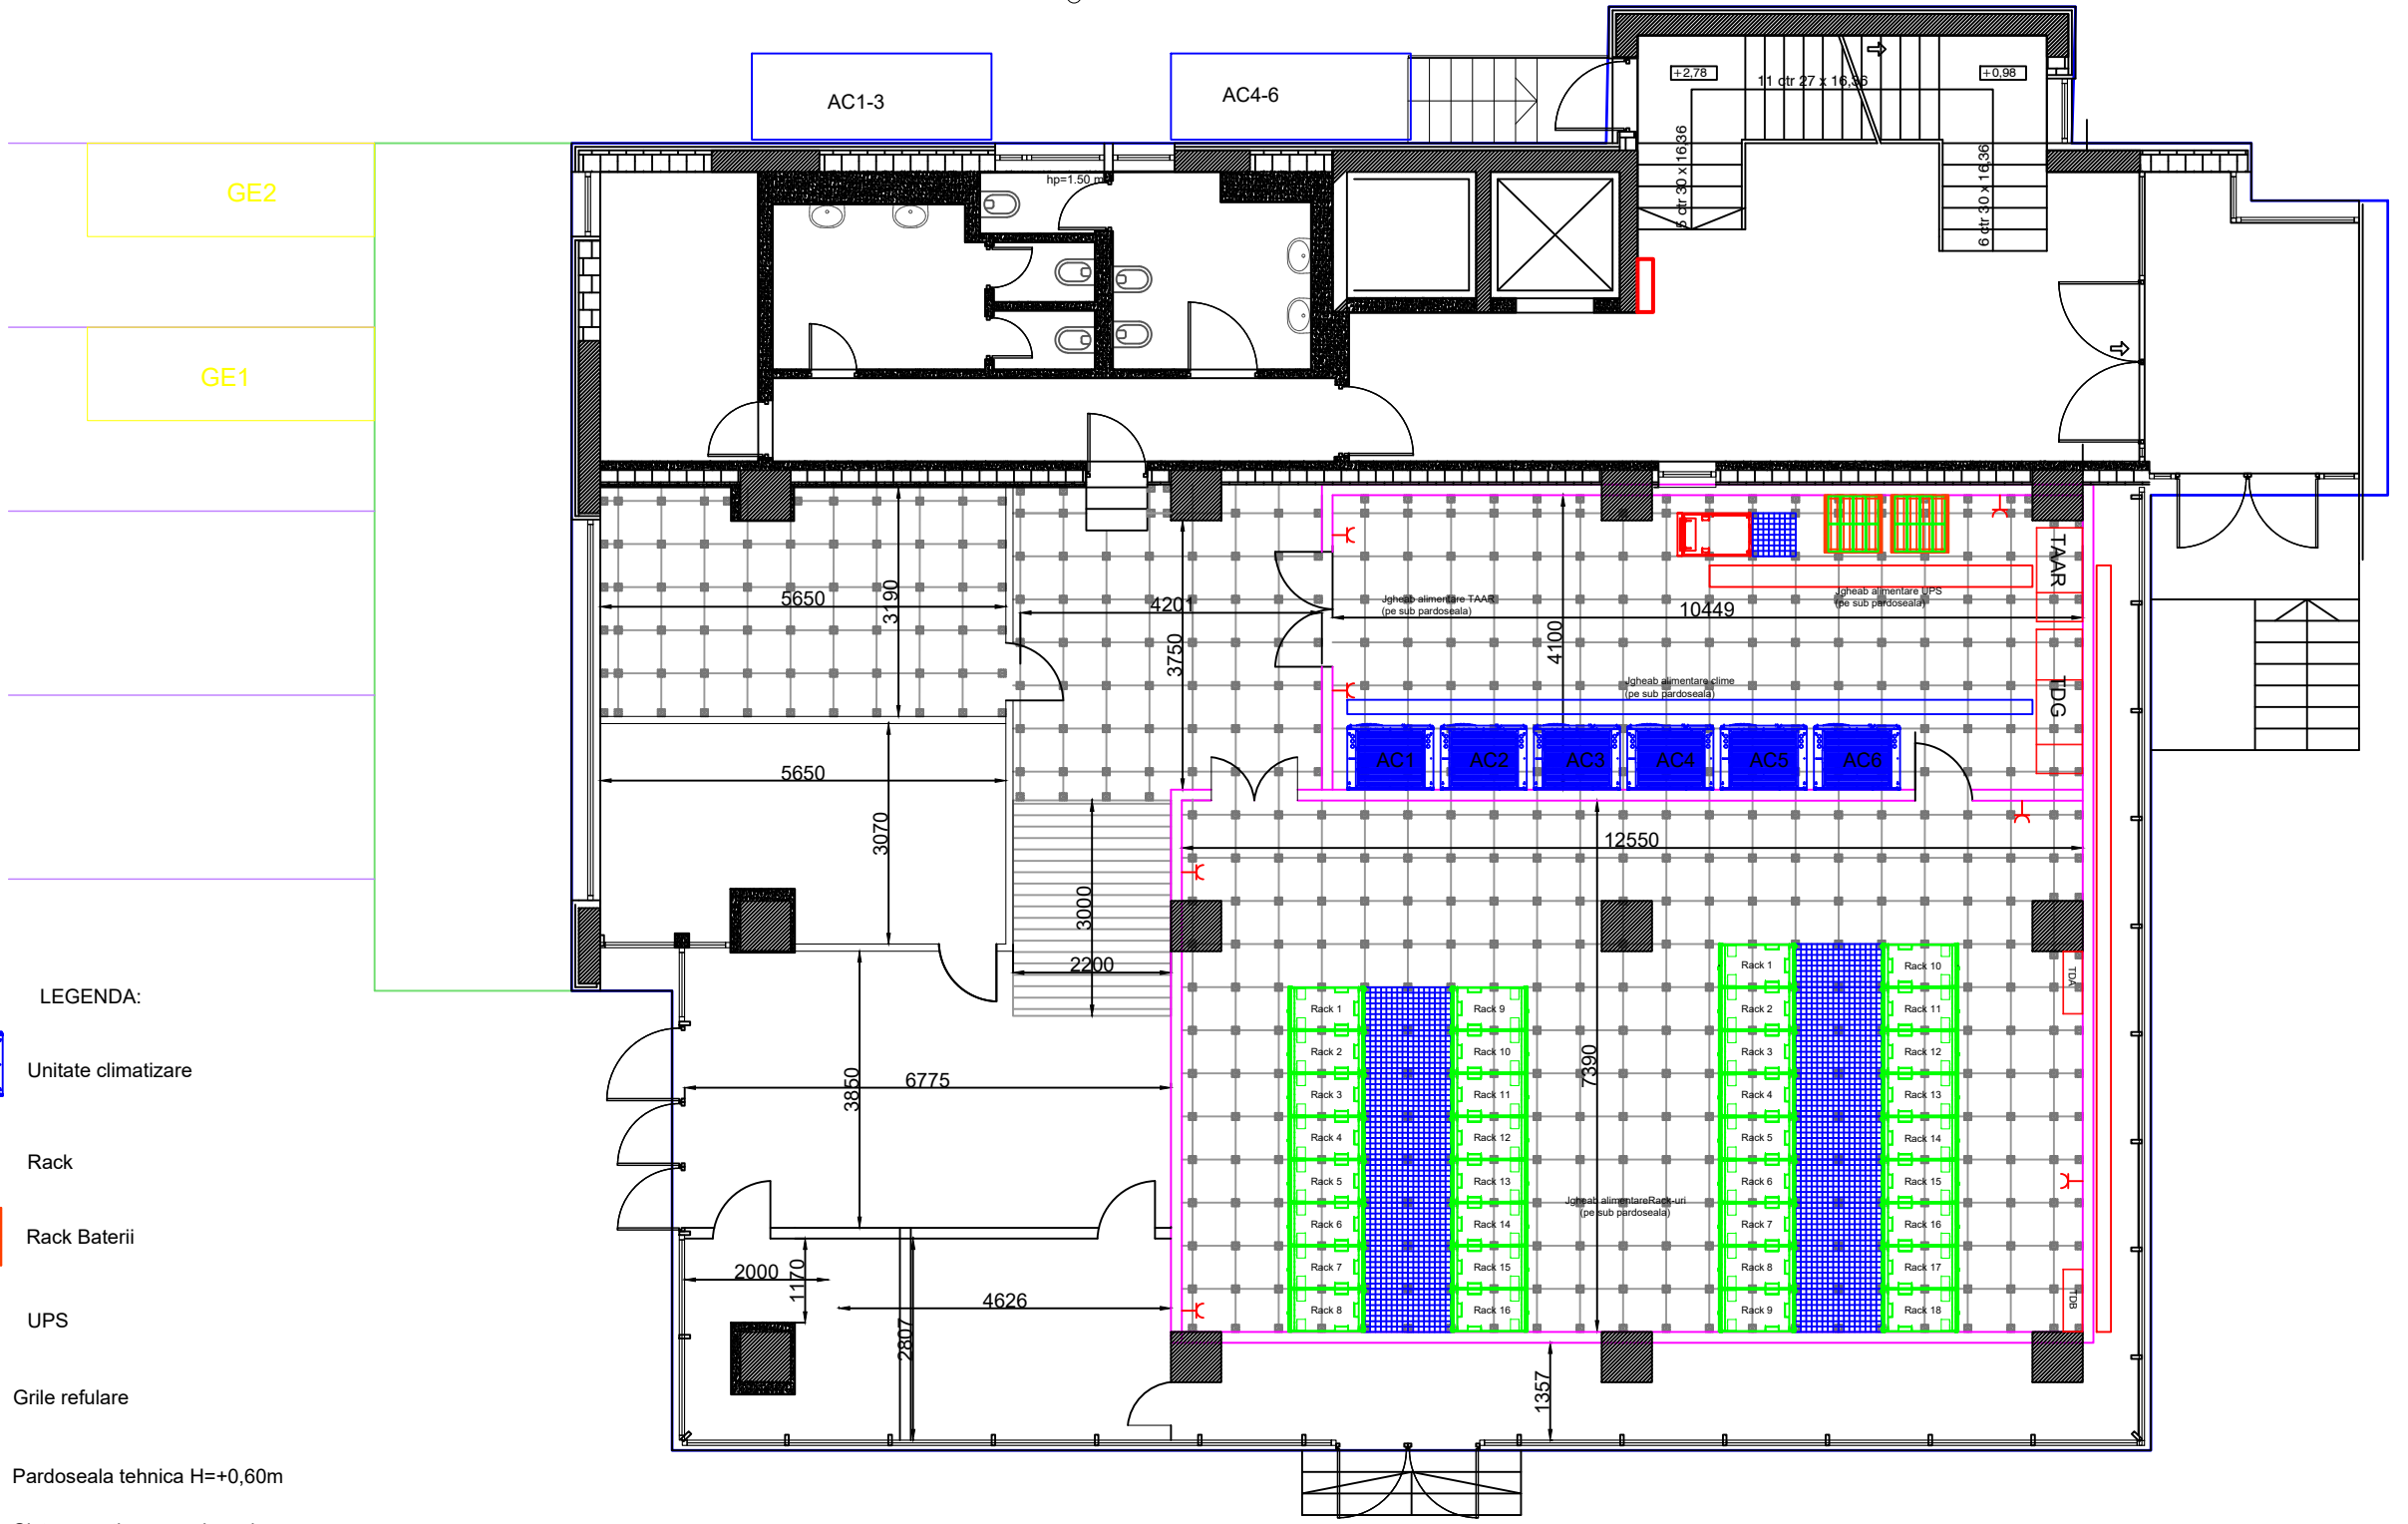 AC1-3
AC4-6
+2,78
+0,98
11 ctr 27 x 16,36
5 ctr 30 x 16,36
6 ctr 30 x 16,36
hp=1.50 m
GE2
GE1
5650
3190
4201
3750
4100
10449
Jgheab alimentare TAAR
(pe sub pardoseala)
Jgheab alimentare UPS
(pe sub pardoseala)
TAAR
TDG
Jgheab alimentare clime
(pe sub pardoseala)
AC1
AC2
AC3
AC4
AC5
AC6
5650
3070
3000
2200
12550
7390
TDA
TDB
Rack 1
Rack 2
Rack 3
Rack 4
Rack 5
Rack 6
Rack 7
Rack 8
Rack 9
Rack 10
Rack 11
Rack 12
Rack 13
Rack 14
Rack 15
Rack 16
Rack 1
Rack 2
Rack 3
Rack 4
Rack 5
Rack 6
Rack 7
Rack 8
Rack 9
Rack 10
Rack 11
Rack 12
Rack 13
Rack 14
Rack 15
Rack 16
Rack 17
Rack 18
Jgheab alimentareRack-uri
(pe sub pardoseala)
3850
6775
2000
1170
4626
2807
1357
LEGENDA:
Unitate climatizare
Rack
Rack Baterii
UPS
Grile refulare
Pardoseala tehnica H=+0,60m